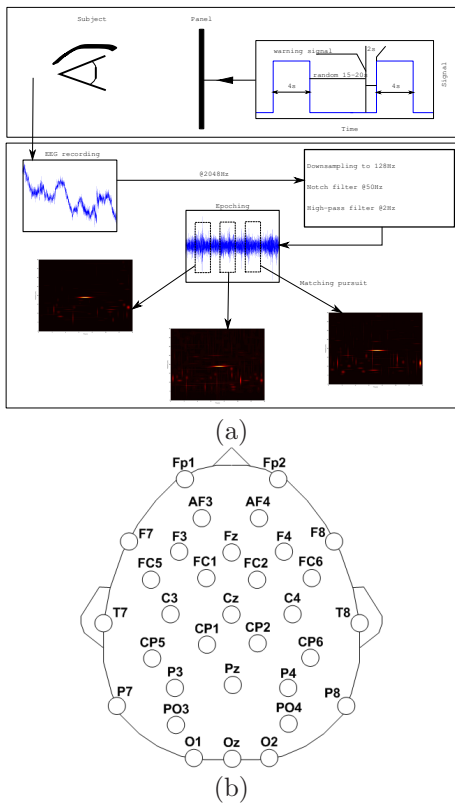 Subject
Panel
warning signal
2s
random 15-20s
4s
4s
Signal
Time
EEG recording
@2048Hz
Downsampling to 128Hz
Notch filter @50Hz
High-pass filter @2Hz
Epoching
Matching pursuit
(a)
Fp1 Fp2
AF3 AF4
F7 F3 Fz F4 F8
FC5 FC1 FC2 FC6
T7 C3 Cz C4 T8
CP5 CP1 CP2 CP6
P7 P3 Pz P4 P8
PO3 PO4
O1 Oz O2
(b)